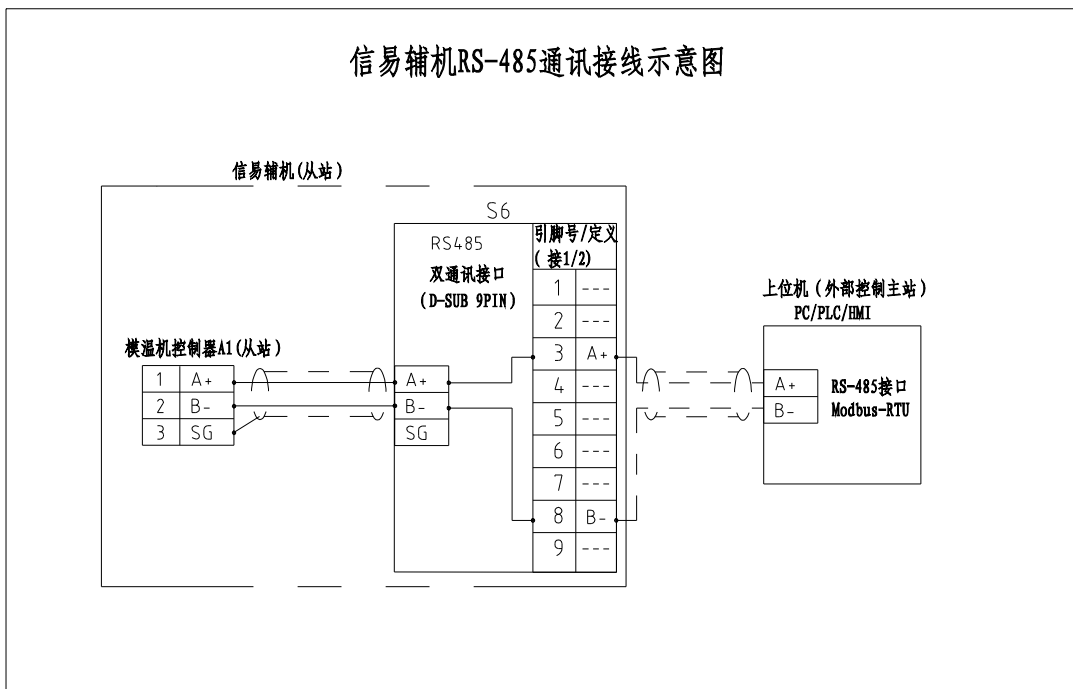 信易辅机RS-485通讯接线示意图
信易辅机(从站)
S6
RS485
双通讯接口
(D-SUB 9PIN)
引脚号/定义
(接1/2)
1 ---
2 ---
3 A+
4 ---
5 ---
6 ---
7 ---
8 B-
9 ---
模温机控制器A1(从站)
1 A+
2 B-
3 SG
A+
B-
SG
上位机(外部控制主站)
PC/PLC/HMI
A+
B-
RS-485接口
Modbus-RTU